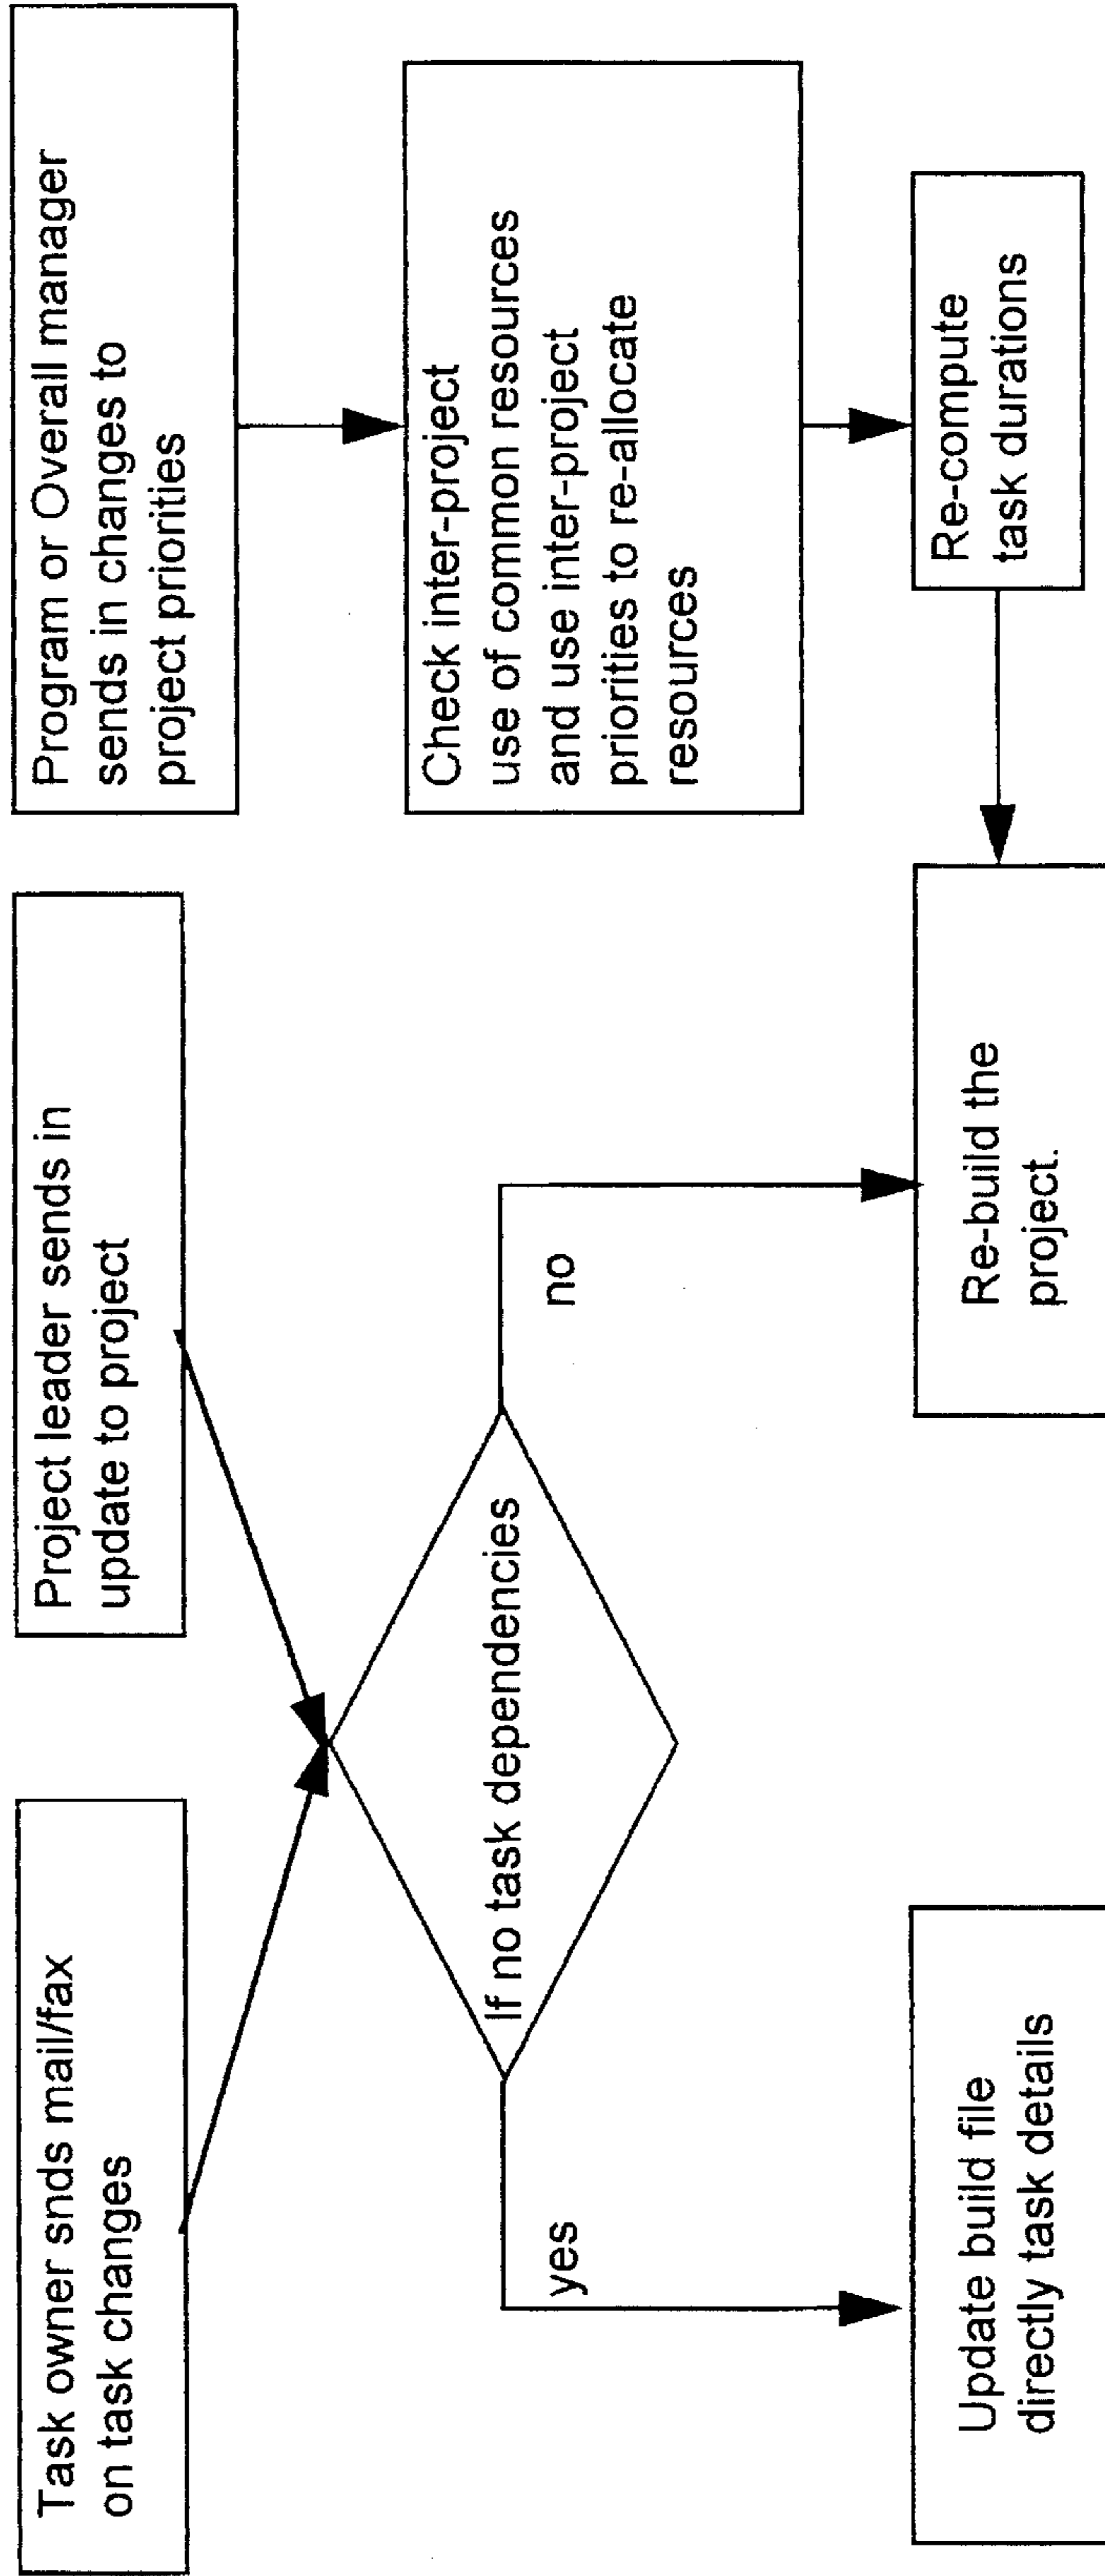 Task owner snds mail/fax
on task changes
Project leader sends in
update to project
Program or Overall manager
sends in changes to
project priorities
If no task dependencies
yes
no
Check inter-project
use of common resources
and use inter-project
priorities to re-allocate
resources
Update build file
directly task details
Re-build the
project.
Re-compute
task durations